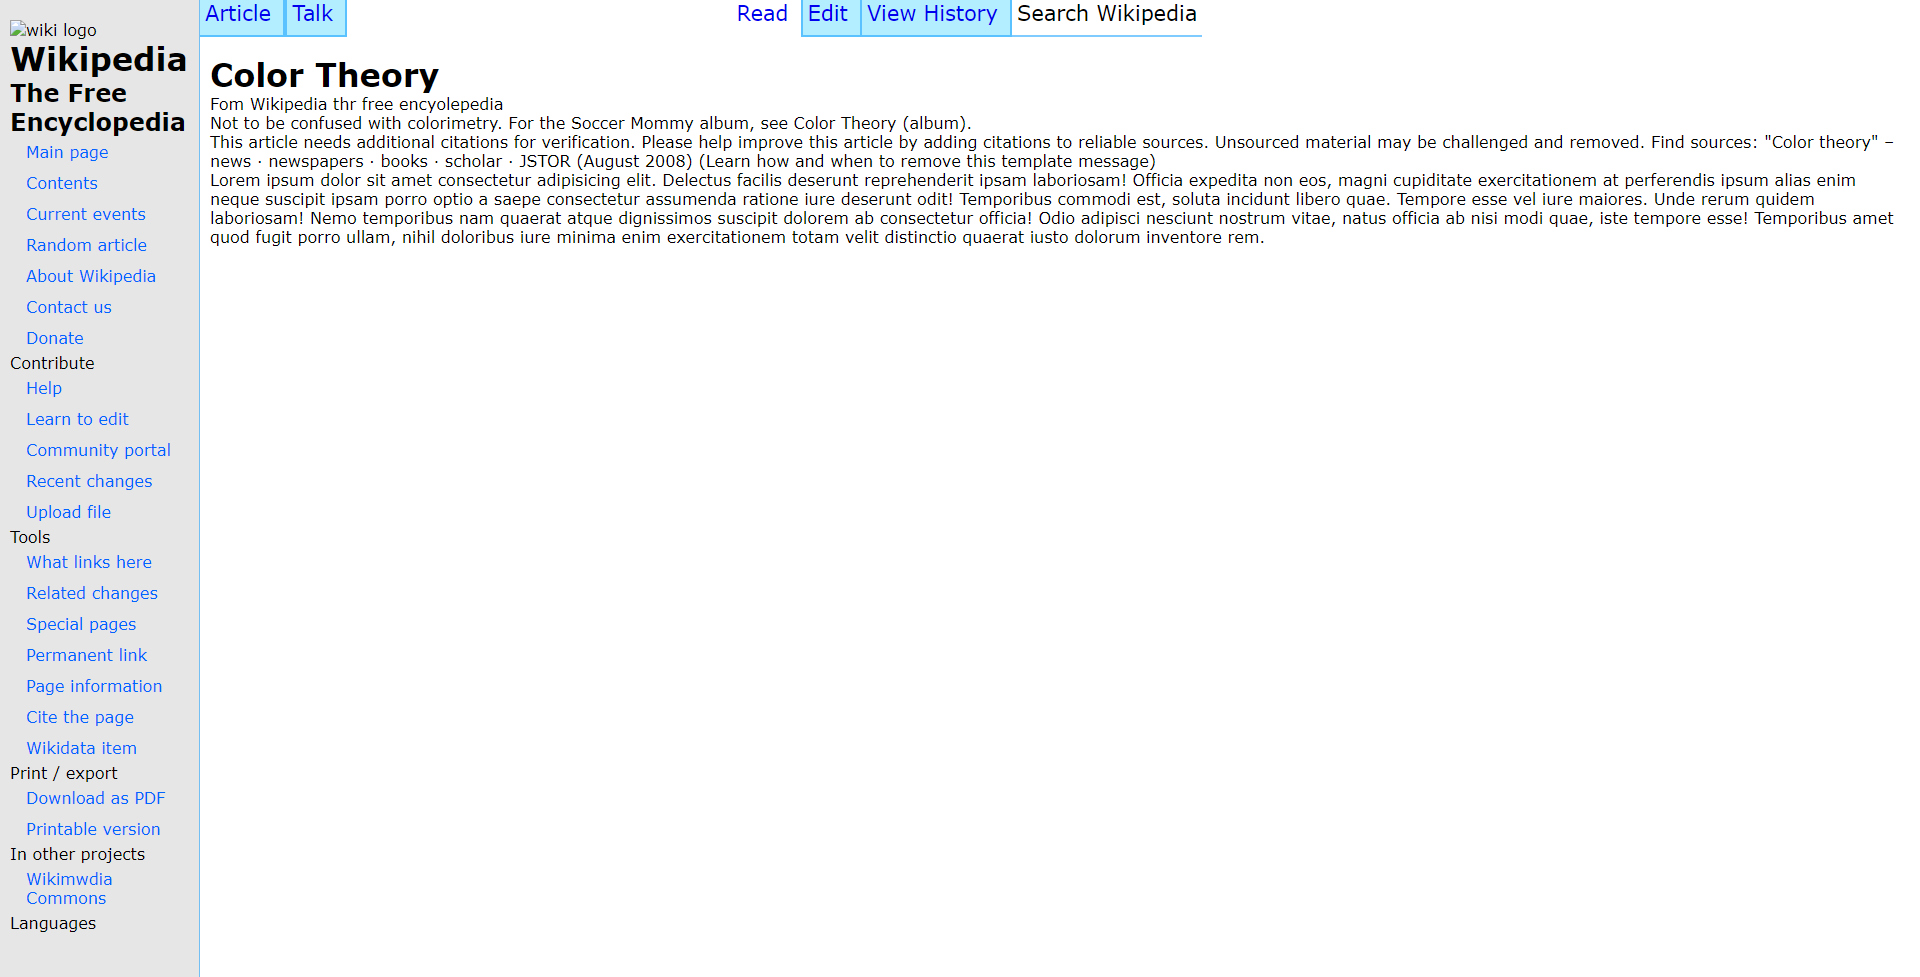 wiki logo
Wikipedia
The Free
Encyclopedia
Main page
Contents
Current events
Random article
About Wikipedia
Contact us
Donate
Contribute
Help
Learn to edit
Community portal
Recent changes
Upload file
Tools
What links here
Related changes
Special pages
Permanent link
Page information
Cite the page
Wikidata item
Print / export
Download as PDF
Printable version
In other projects
Wikimwdia
Commons
Languages
Article Talk Read Edit View History Search Wikipedia
Color Theory
Fom Wikipedia thr free encyolepedia
Not to be confused with colorimetry. For the Soccer Mommy album, see Color Theory (album).
This article needs additional citations for verification. Please help improve this article by adding citations to reliable sources. Unsourced material may be challenged and removed. Find sources: "Color theory" –
news · newspapers · books · scholar · JSTOR (August 2008) (Learn how and when to remove this template message)
Lorem ipsum dolor sit amet consectetur adipisicing elit. Delectus facilis deserunt reprehenderit ipsam laboriosam! Officia expedita non eos, magni cupiditate exercitationem at perferendis ipsum alias enim
neque suscipit ipsam porro optio a saepe consectetur assumenda ratione iure deserunt odit! Temporibus commodi est, soluta incidunt libero quae. Tempore esse vel iure maiores. Unde rerum quidem
laboriosam! Nemo temporibus nam quaerat atque dignissimos suscipit dolorem ab consectetur officia! Odio adipisci nesciunt nostrum vitae, natus officia ab nisi modi quae, iste tempore esse! Temporibus amet
quod fugit porro ullam, nihil doloribus iure minima enim exercitationem totam velit distinctio quaerat iusto dolorum inventore rem.